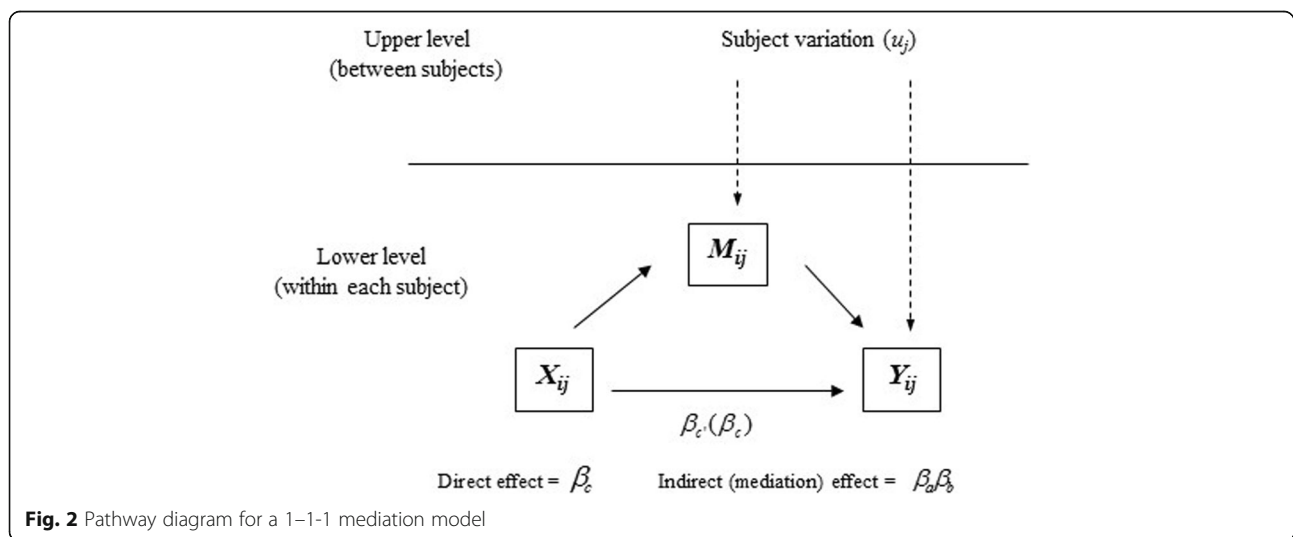 Upper level
(between subjects)
Subject variation (uj)
Lower level
(within each subject)
Mij
Xij
Yij
βc'(βc)
Direct effect = βc
Indirect (mediation) effect = βaβb
Fig. 2 Pathway diagram for a 1–1-1 mediation model